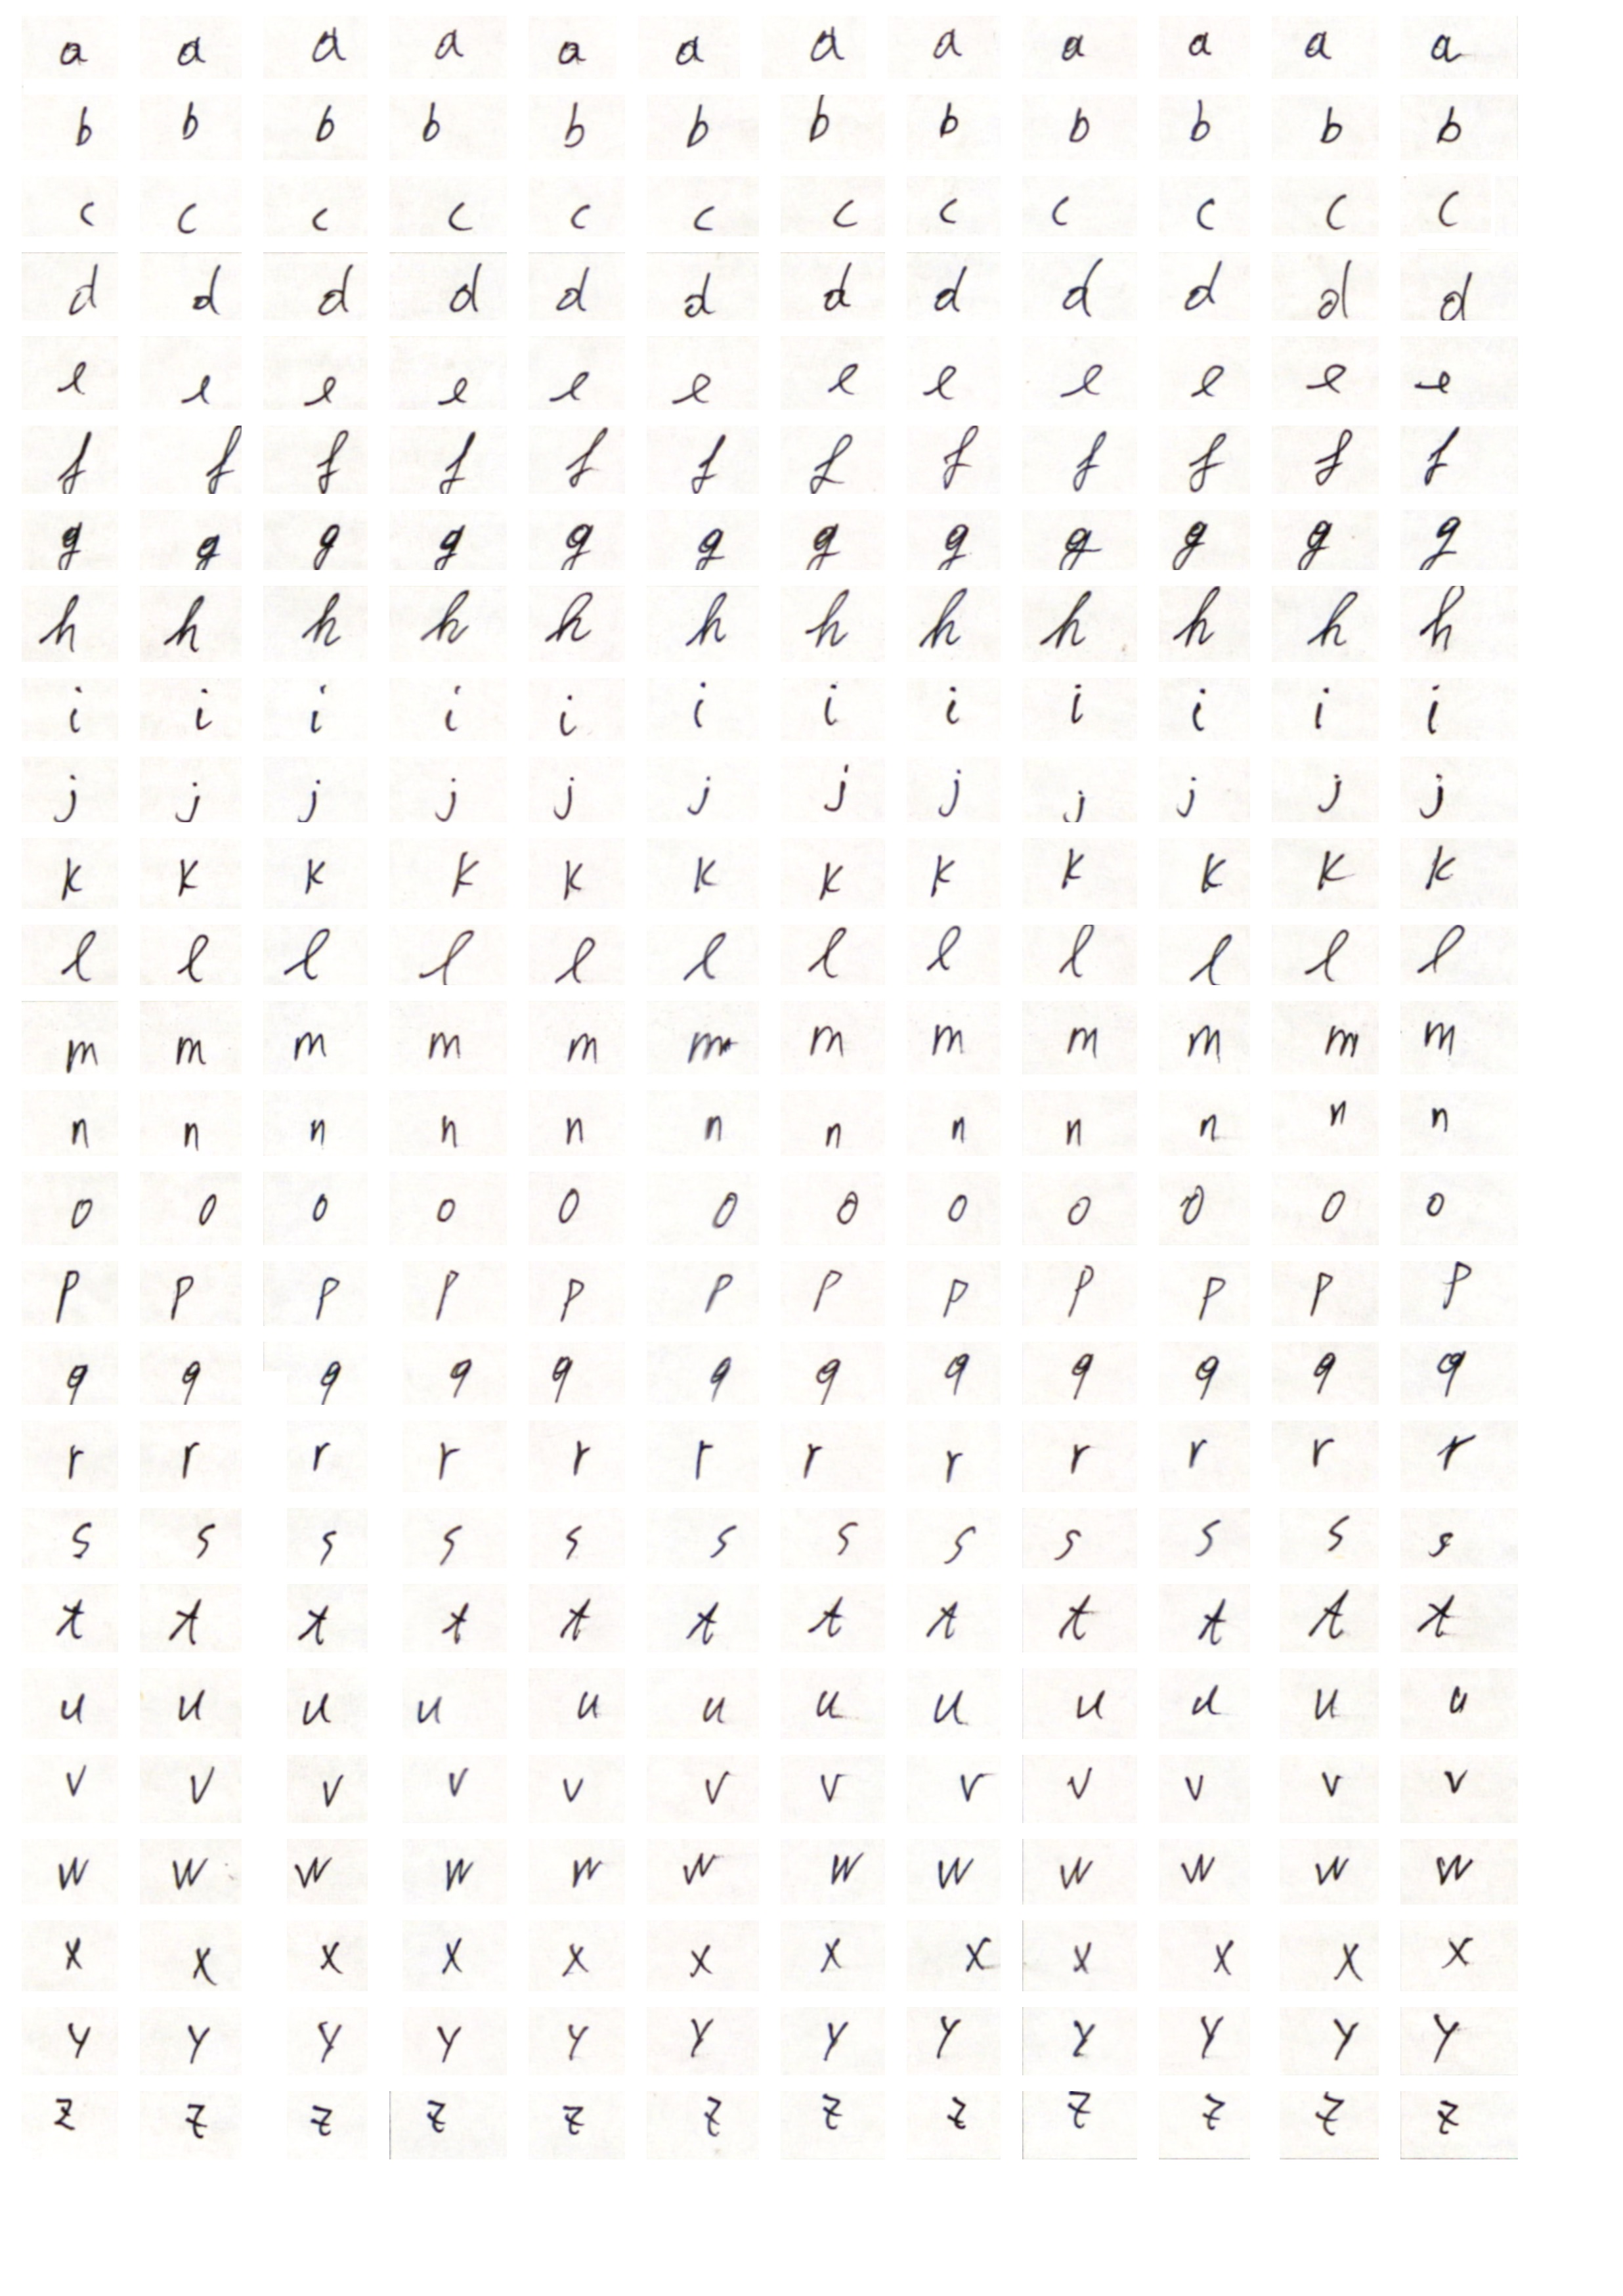 a a a a a a a a a a a a
b b b b b b b b b b b b
c c c c c c c c c c c c
d d d d d d d d d d d d
e e e e e e e e e e e e
f f f f f f f f f f f f
g g g g g g g g g g g g
h h h h h h h h h h h h
i i i i i i i i i i i i
j j j j j j j j j j j j
k k k k k k k k k k k k
l l l l l l l l l l l l
m m m m m m m m m m m m
n n n n n n n n n n n n
o o o o o o o o o o o o
p p p p p p p p p p p p
q q q q q q q q q q q q
r r r r r r r r r r r r
s s s s s s s s s s s s
t t t t t t t t t t t t
u u u u u u u u u u u u
v v v v v v v v v v v v
w w w w w w w w w w w w
x x x x x x x x x x x x
y y y y y y y y y y y y
z z z z z z z z z z z z